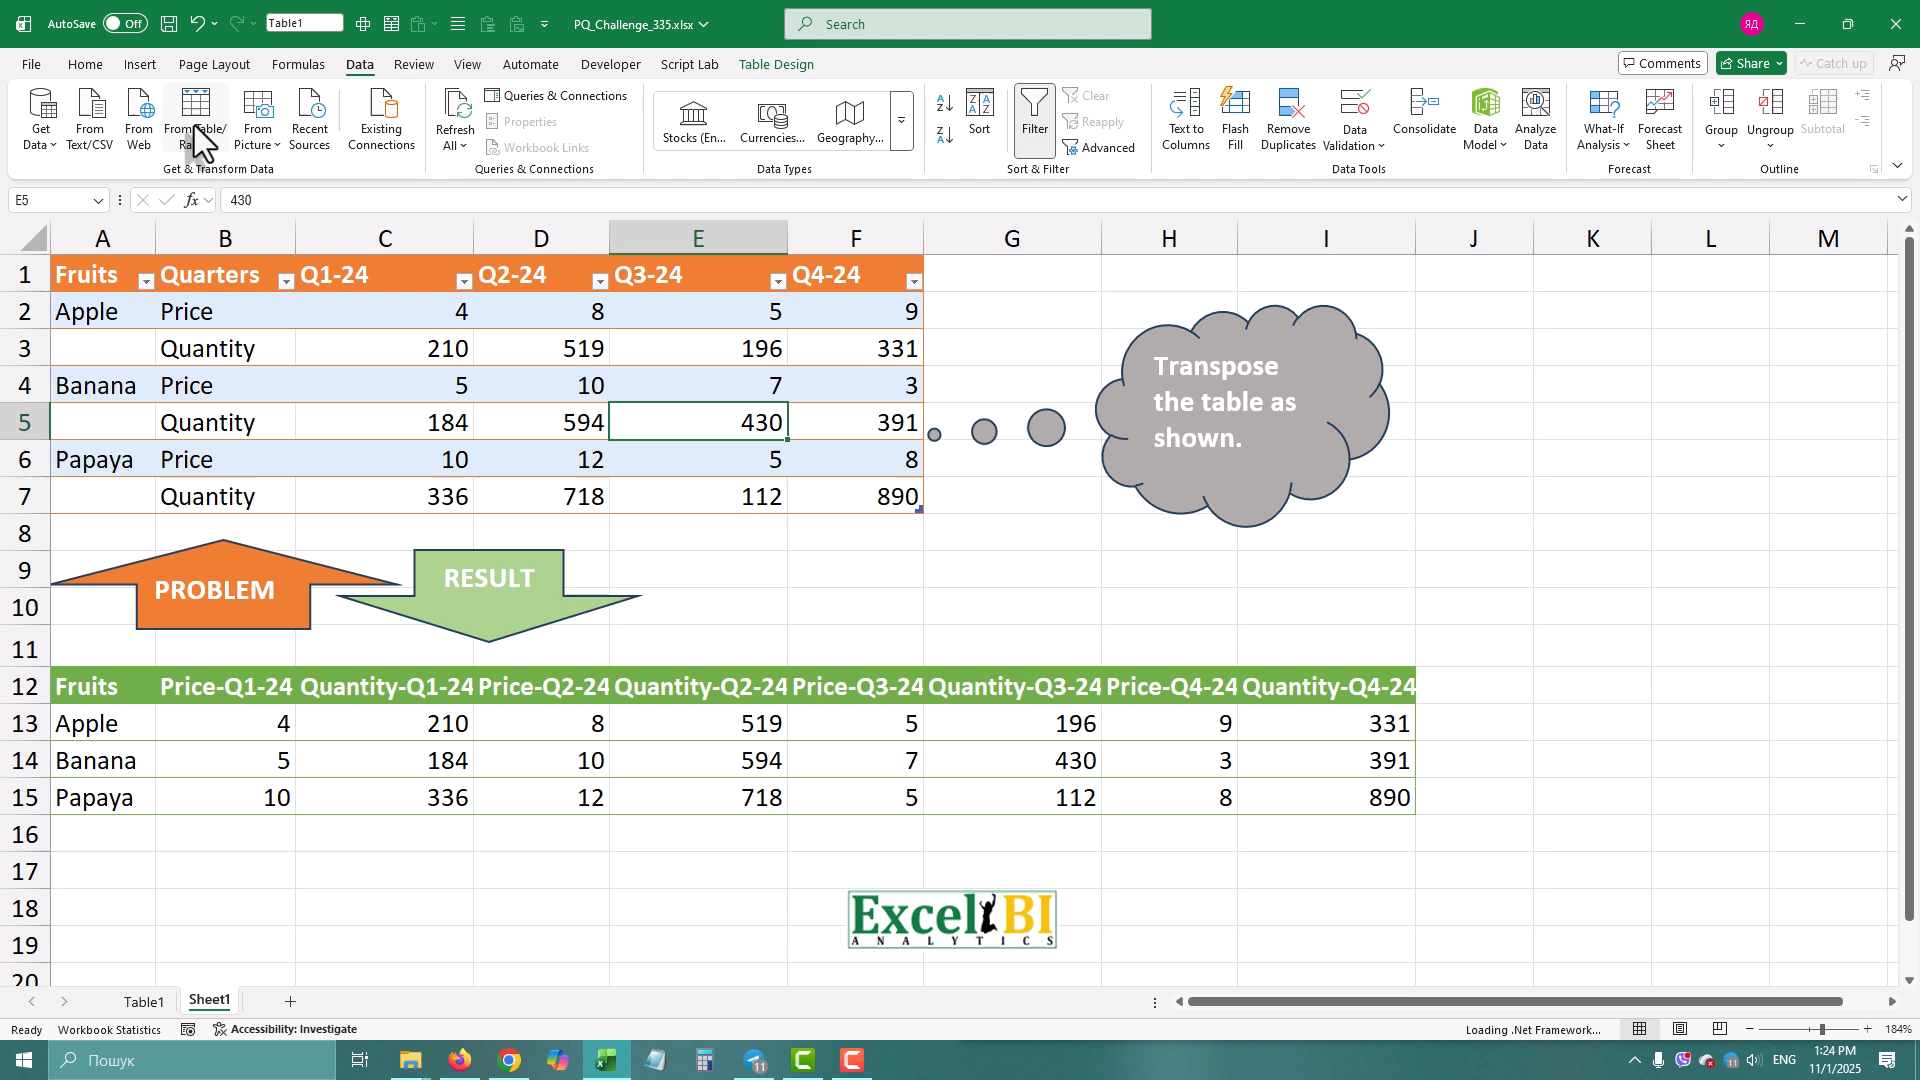 AutoSave Off Table1 PQ_Challenge_335.xlsx Search ЯД
File Home Insert Page Layout Formulas Data Review View Automate Developer Script Lab Table Design Comments Share Catch up
Get Data From Text/CSV From Web From Picture Recent Sources Existing Connections
Get & Transform Data
Refresh All Queries & Connections
Properties
Workbook Links
Queries & Connections
Stocks (En... Currencies... Geography...
Data Types
Sort Filter Clear
Reapply
Advanced
Sort & Filter
Text to Columns Flash Fill Remove Duplicates Data Validation Consolidate Data Model Analyze Data
Data Tools
What-If Analysis Forecast Sheet
Forecast
Group Ungroup Subtotal
Outline
E5 fx 430
A B C D E F G H I J K L M
1 Fruits Quarters Q1-24 Q2-24 Q3-24 Q4-24
2 Apple Price 4 8 5 9
3 Quantity 210 519 196 331
4 Banana Price 5 10 7 3
5 Quantity 184 594 430 391
6 Papaya Price 10 12 5 8
7 Quantity 336 718 112 890
Transpose
the table as
shown.
8
9
10
11
PROBLEM
RESULT
12 Fruits Price-Q1-24 Quantity-Q1-24 Price-Q2-24 Quantity-Q2-24 Price-Q3-24 Quantity-Q3-24 Price-Q4-24 Quantity-Q4-24
13 Apple 4 210 8 519 5 196 9 331
14 Banana 5 184 10 594 7 430 3 391
15 Papaya 10 336 12 718 5 112 8 890
16
17
18
19
20
Excel BI
ANALYTICS
Table1 Sheet1
Ready Workbook Statistics Accessibility: Investigate Loading .Net Framework... 184%
Пошук 11 11 ENG 1:24 PM
11/1/2025